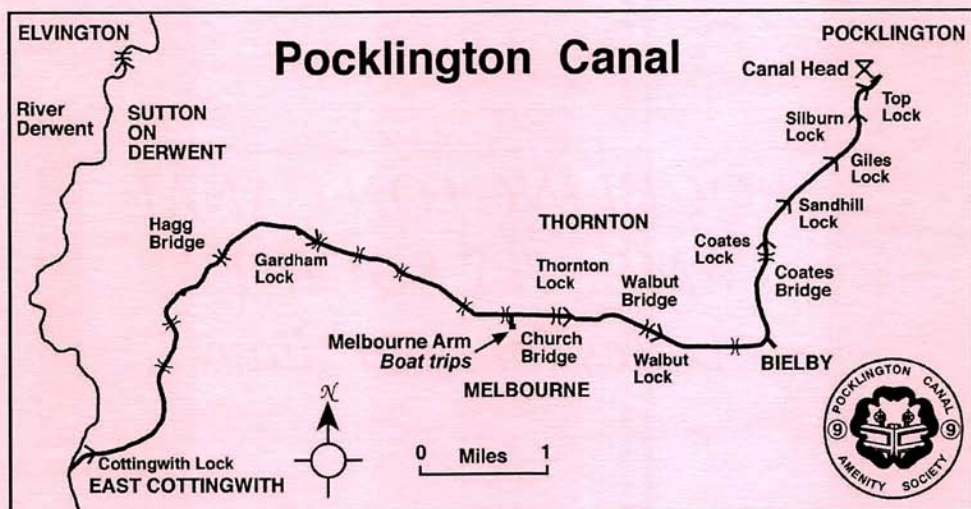 Pocklington Canal
ELVINGTON
River
Derwent
SUTTON
ON
DERWENT
POCKLINGTON
Canal Head
Top
Lock
Silburn
Lock
Giles
Lock
Sandhill
Lock
Coates
Lock
Coates
Bridge
Hagg
Bridge
Gardham
Lock
THORNTON
Thornton
Lock
Walbut
Bridge
Melbourne Arm
Boat trips
Church
Bridge
Walbut
Lock
BIELBY
MELBOURNE
Cottingwith Lock
EAST COTTINGWITH
N
0 Miles 1
POCKLINGTON CANAL
9 9
AMENITY SOCIETY